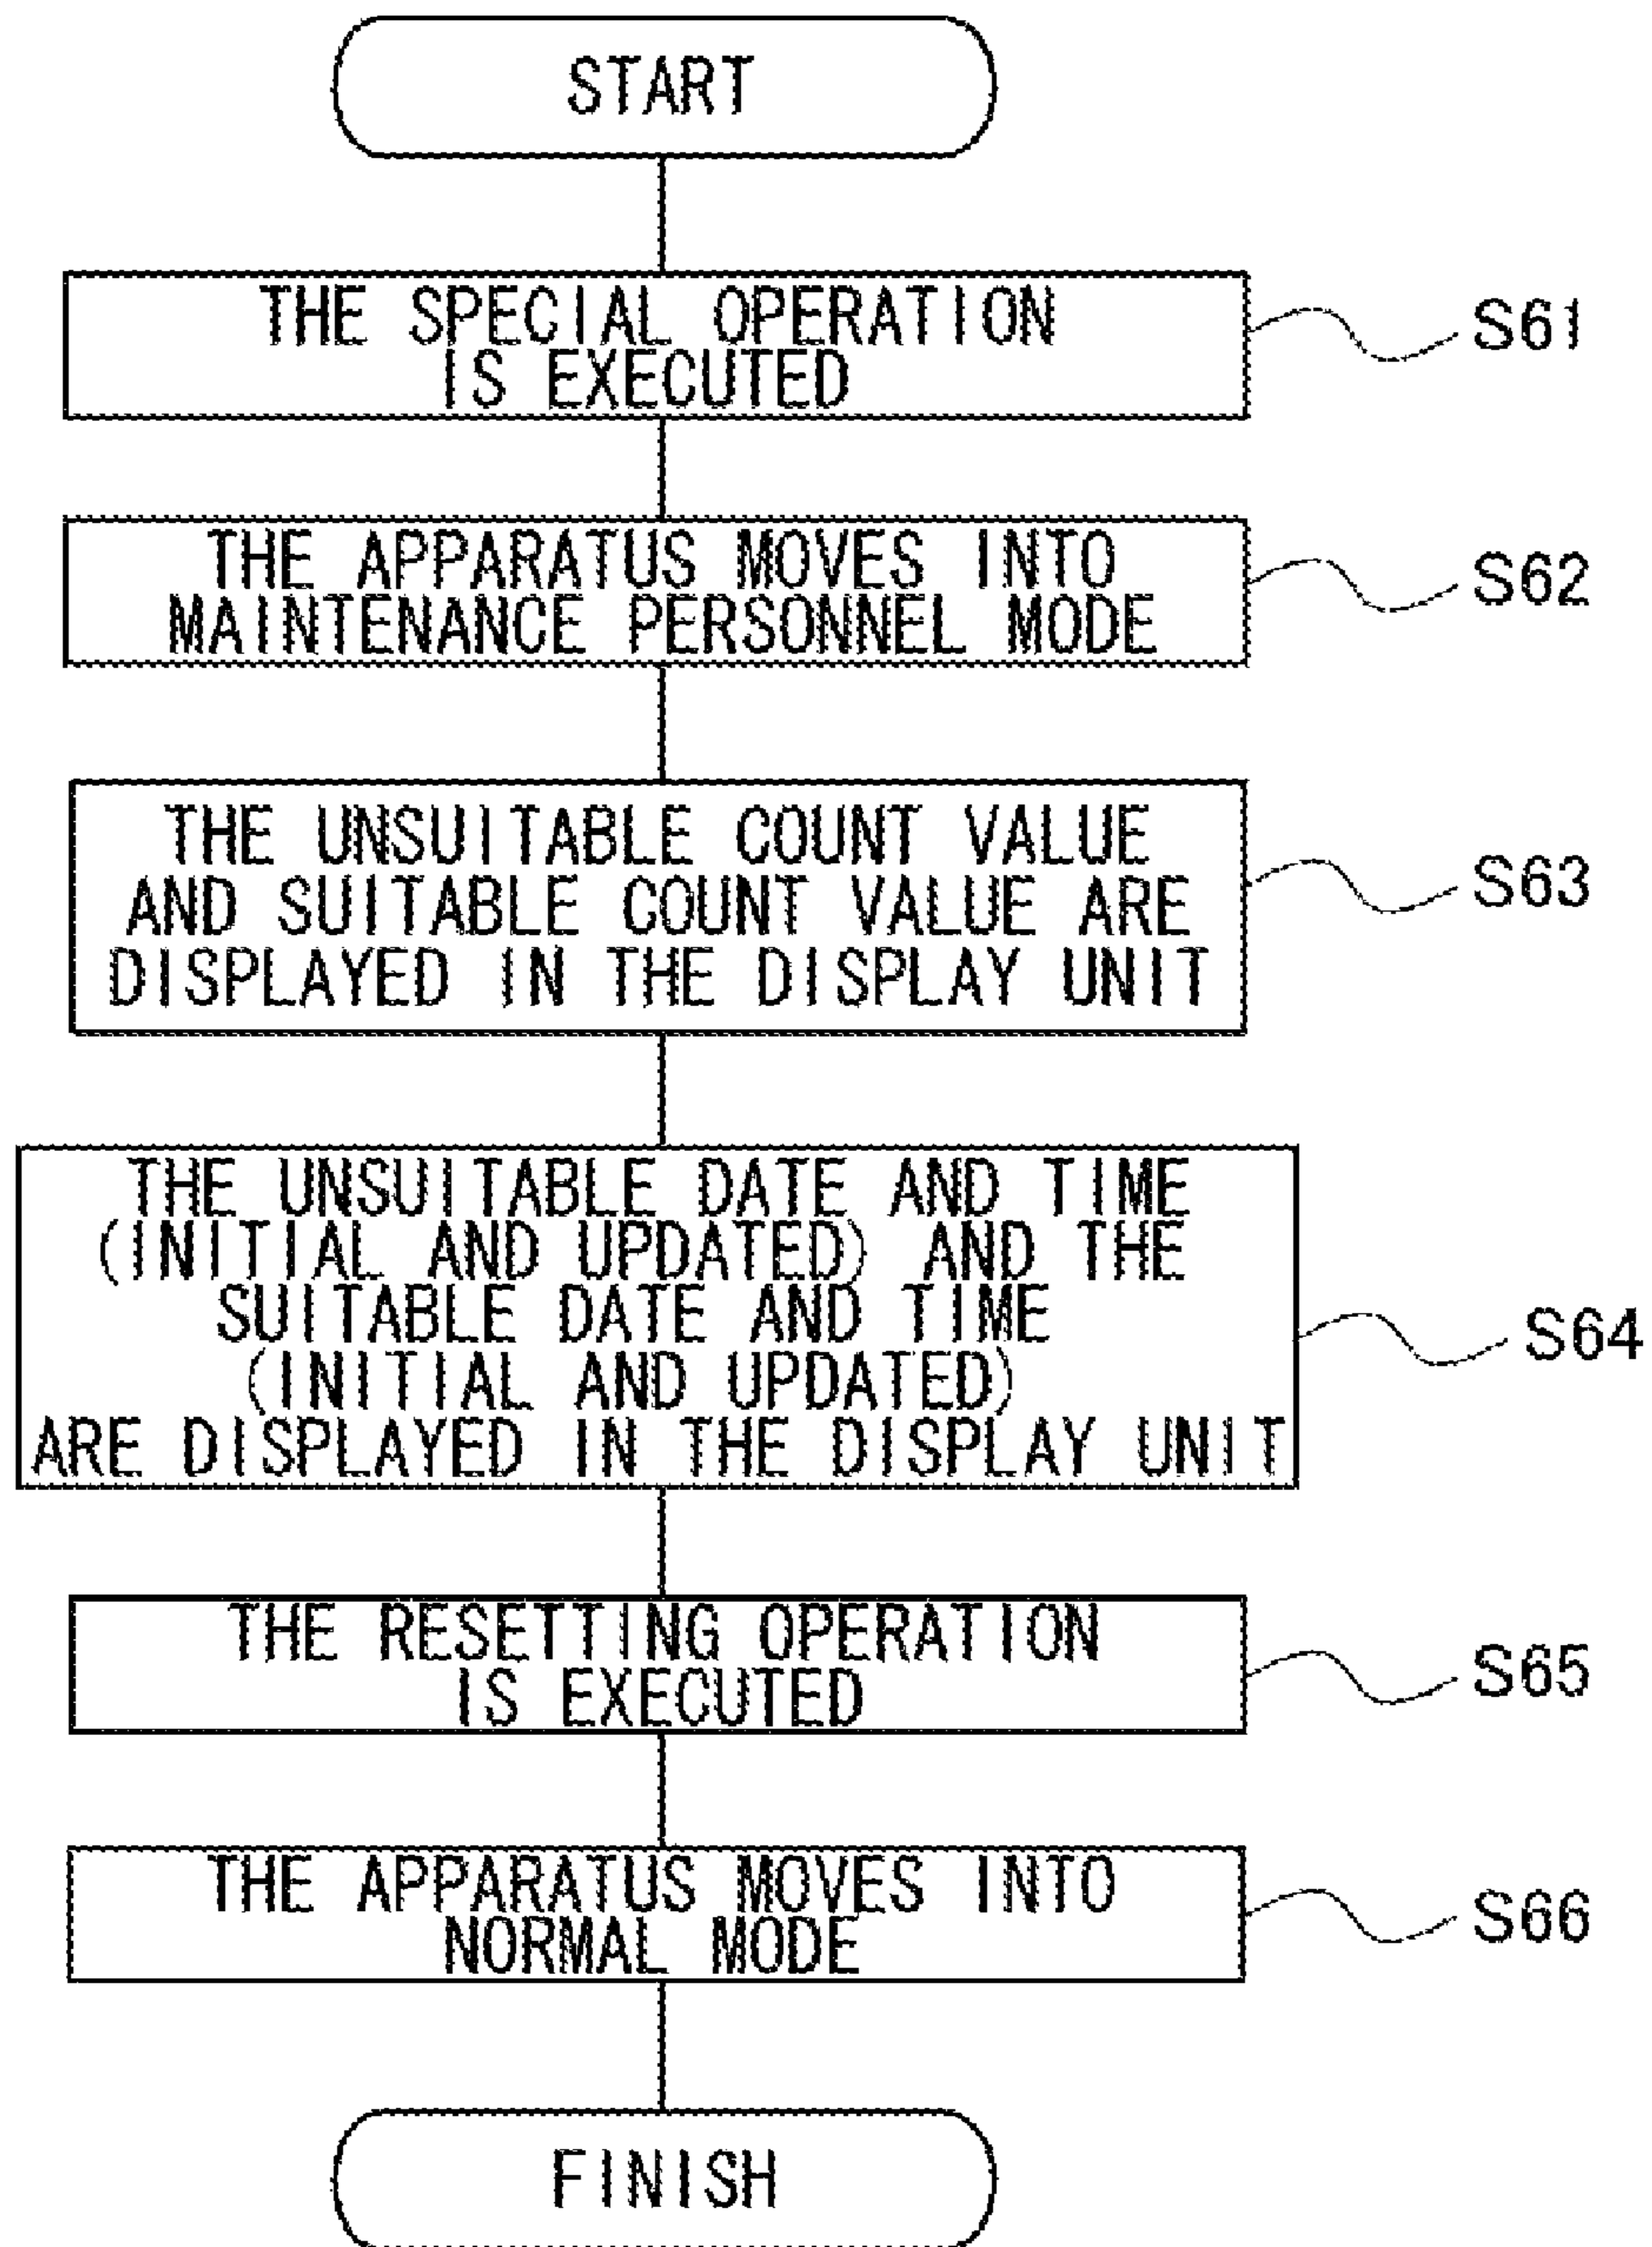 START
THE SPECIAL OPERATION
IS EXECUTED
S61
THE APPARATUS MOVES INTO
MAINTENANCE PERSONNEL MODE
S62
THE UNSUITABLE COUNT VALUE
AND SUITABLE COUNT VALUE ARE
DISPLAYED IN THE DISPLAY UNIT
S63
THE UNSUITABLE DATE AND TIME
(INITIAL AND UPDATED) AND THE
SUITABLE DATE AND TIME
(INITIAL AND UPDATED)
ARE DISPLAYED IN THE DISPLAY UNIT
S64
THE RESETTING OPERATION
IS EXECUTED
S65
THE APPARATUS MOVES INTO
NORMAL MODE
S66
FINISH